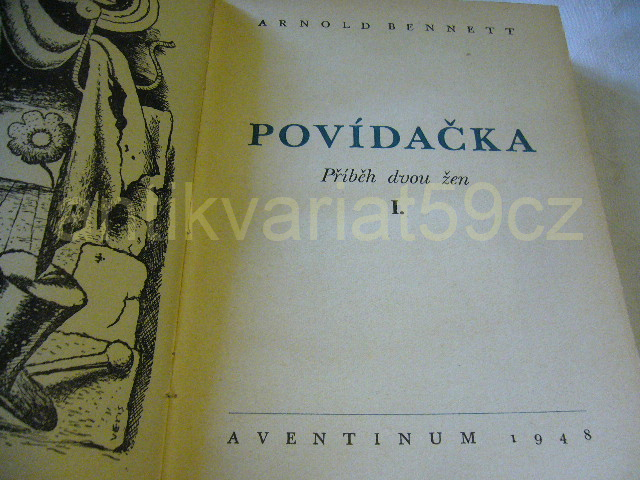 ARNOLD BENNETT
POVÍDAČKA
Příběh dvou žen
I.
antikvariat59cz
AVENTINUM 1948